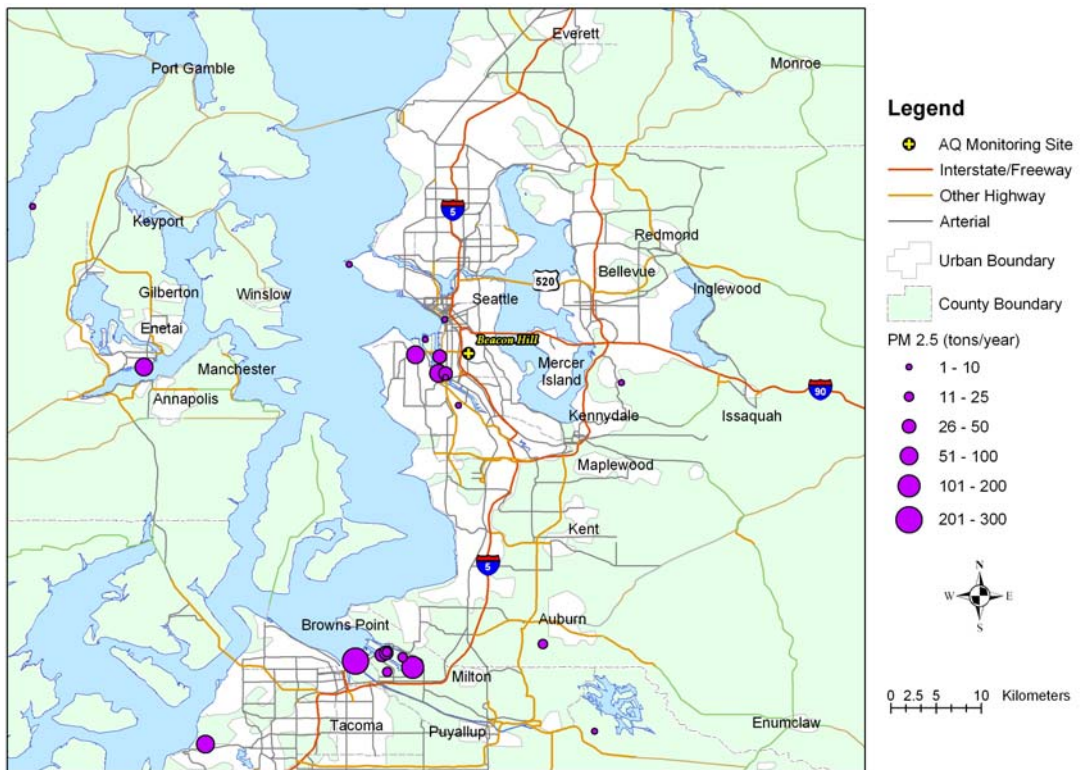 Everett
Port Gamble
Monroe
5
Keyport
Redmond
520
Bellevue
Gilberton
Winslow
Seattle
Inglewood
Enetai
Beacon Hill
Manchester
Mercer
Island
90
Annapolis
Kennydale
Issaquah
Maplewood
Kent
5
Browns Point
Auburn
Milton
Tacoma
Puyallup
Enumclaw
Legend
AQ Monitoring Site
Interstate/Freeway
Other Highway
Arterial
Urban Boundary
County Boundary
PM 2.5 (tons/year)
1 - 10
11 - 25
26 - 50
51 - 100
101 - 200
201 - 300
N
W E
S
0 2.5 5 10 Kilometers